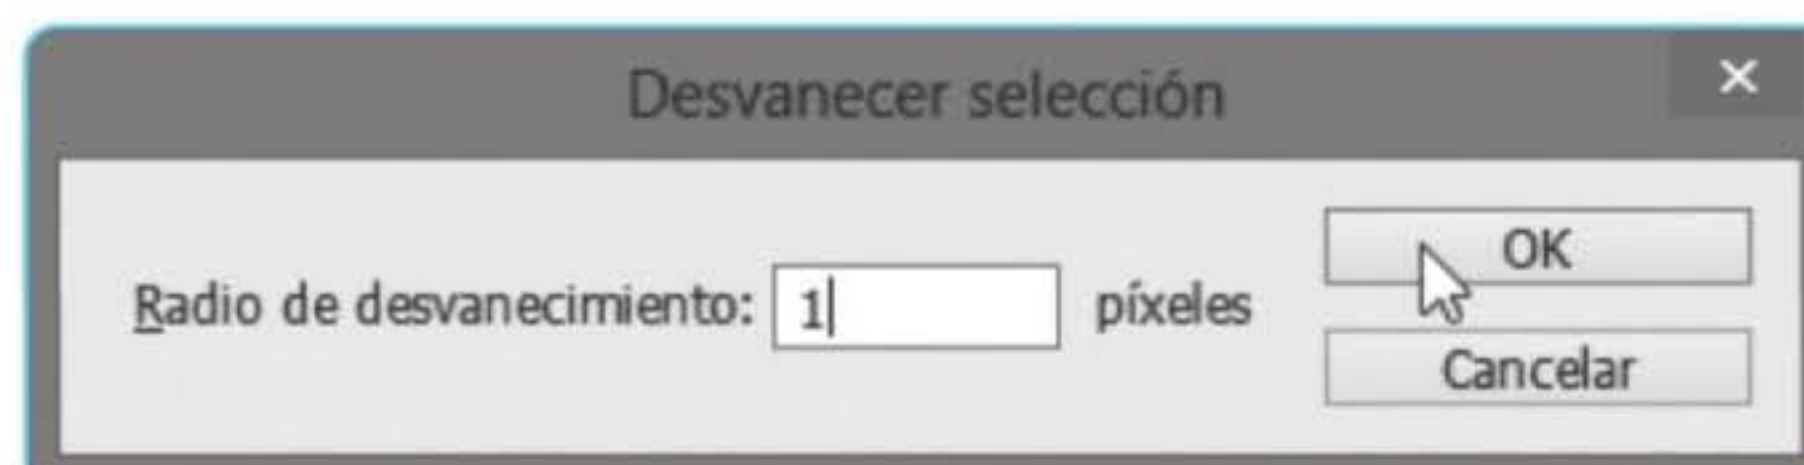 Desvanecer selección
Radio de desvanecimiento: 1 píxeles
OK
Cancelar